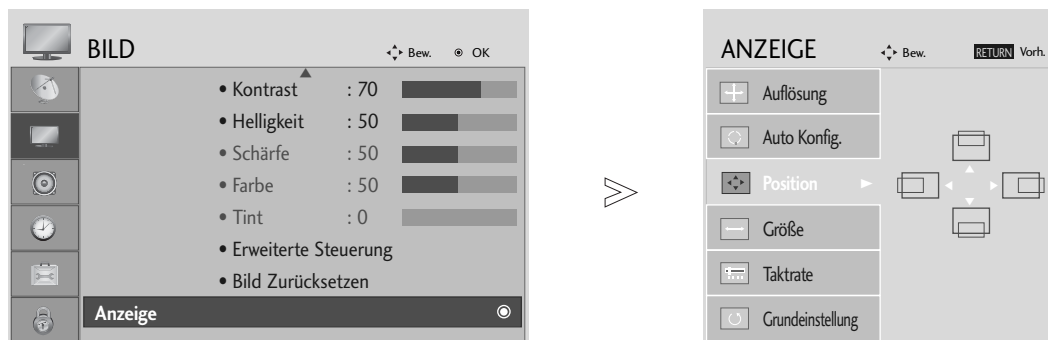 BILD
Bew. OK
• Kontrast : 70
• Helligkeit : 50
• Schärfe : 50
• Farbe : 50
• Tint : 0
• Erweiterte Steuerung
• Bild Zurücksetzen
Anzeige
ANZEIGE
Bew. RETURN Vorh.
Auflösung
Auto Konfig.
Position
Größe
Taktrate
Grundeinstellung